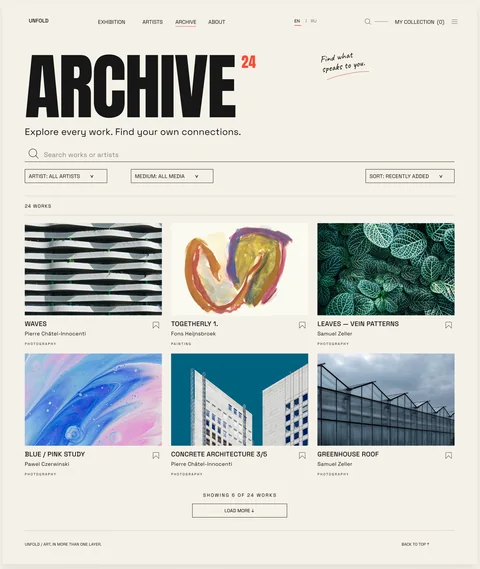 UNFOLD
EXHIBITION ARTISTS ARCHIVE ABOUT
EN / RU
MY COLLECTION (0)
ARCHIVE 24
Find what
speaks to you.
Explore every work. Find your own connections.
Search works or artists
ARTIST: ALL ARTISTS ∨
MEDIUM: ALL MEDIA ∨
SORT: RECENTLY ADDED ∨
24 WORKS
WAVES
Pierre Châtel-Innocenti
PHOTOGRAPHY
TOGETHERLY 1.
Fons Heijnsbroek
PAINTING
LEAVES — VEIN PATTERNS
Samuel Zeller
PHOTOGRAPHY
BLUE / PINK STUDY
Pawel Czerwinski
PHOTOGRAPHY
CONCRETE ARCHITECTURE 3/5
Pierre Châtel-Innocenti
PHOTOGRAPHY
GREENHOUSE ROOF
Samuel Zeller
PHOTOGRAPHY
SHOWING 6 OF 24 WORKS
LOAD MORE ↓
UNFOLD / ART, IN MORE THAN ONE LAYER.
BACK TO TOP ↑